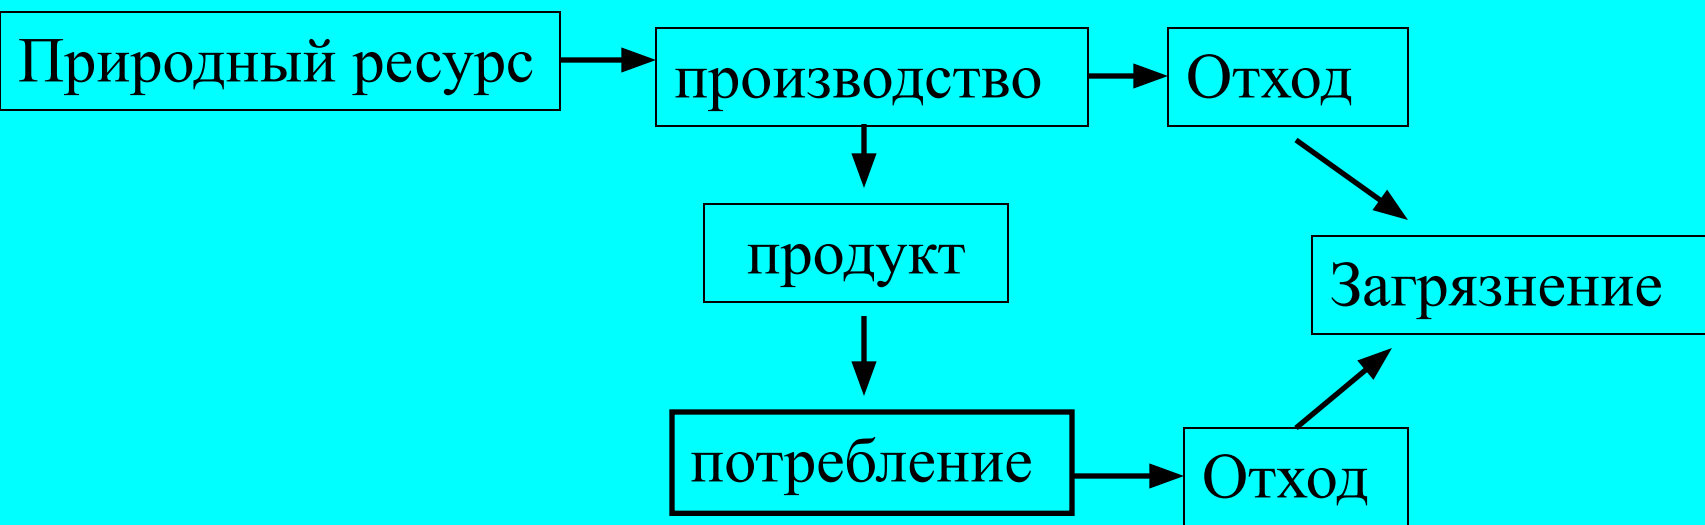 Природный ресурс
производство
Отход
продукт
Загрязнение
потребление
Отход